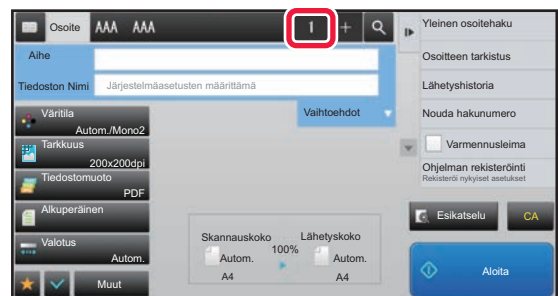 Osoite
AAA AAA
1
+
Yleinen osoitehaku
Aihe
Osoitteen tarkistus
Tiedoston Nimi
Järjestelmäasetusten määrittämä
Lähetyshistoria
Väritila
Autom./Mono2
Vaihtoehdot
Nouda hakunumero
Tarkkuus
200x200dpi
Varmennusleima
Tiedostomuoto
PDF
Ohjelman rekisteröinti
Rekisteröi nykyiset asetukset
Alkuperäinen
Esikatselu
CA
Valotus
Autom.
Skannauskoko
100%
Lähetyskoko
Autom.
Autom.
A4
A4
Muut
Aloita